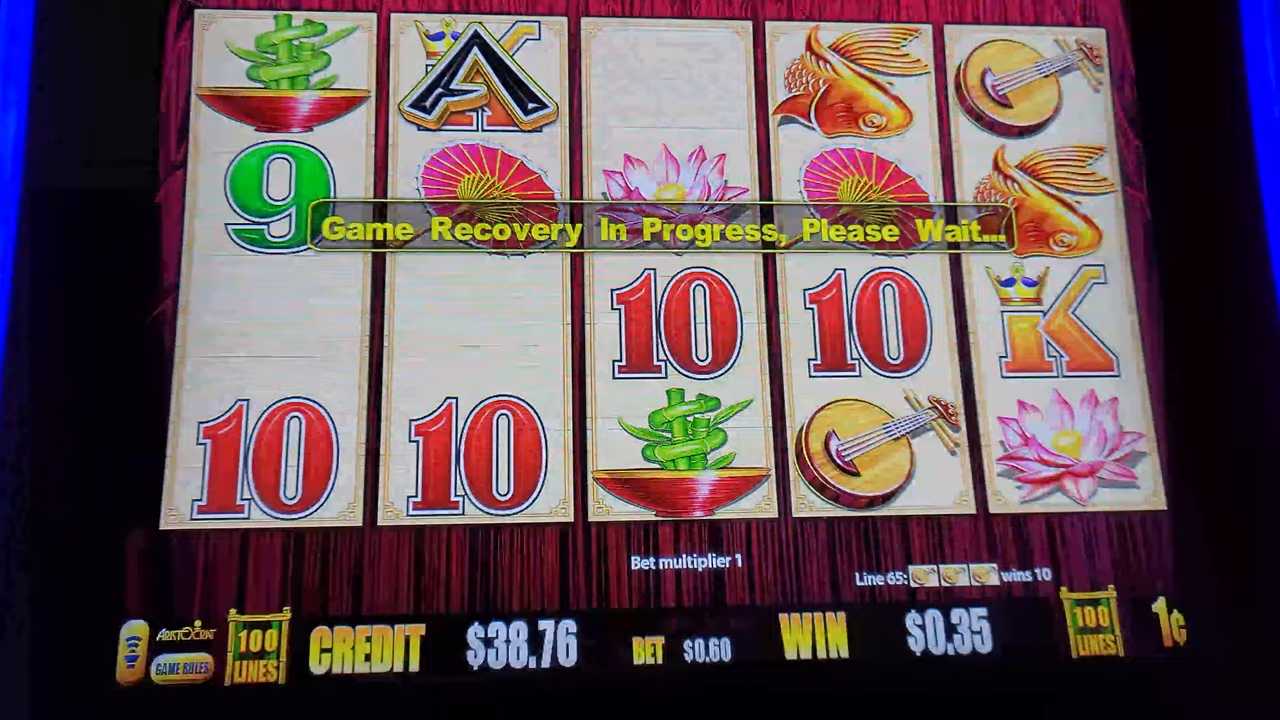 A K
9
Game Recovery In Progress, Please Wait...
10 10 K
10 10
Bet multiplier 1
Line 65: wins 10
ARISTOCRAT
GAME RULES
100 LINES
CREDIT $38.76
BET $0.60
WIN $0.35
100 LINES
1¢